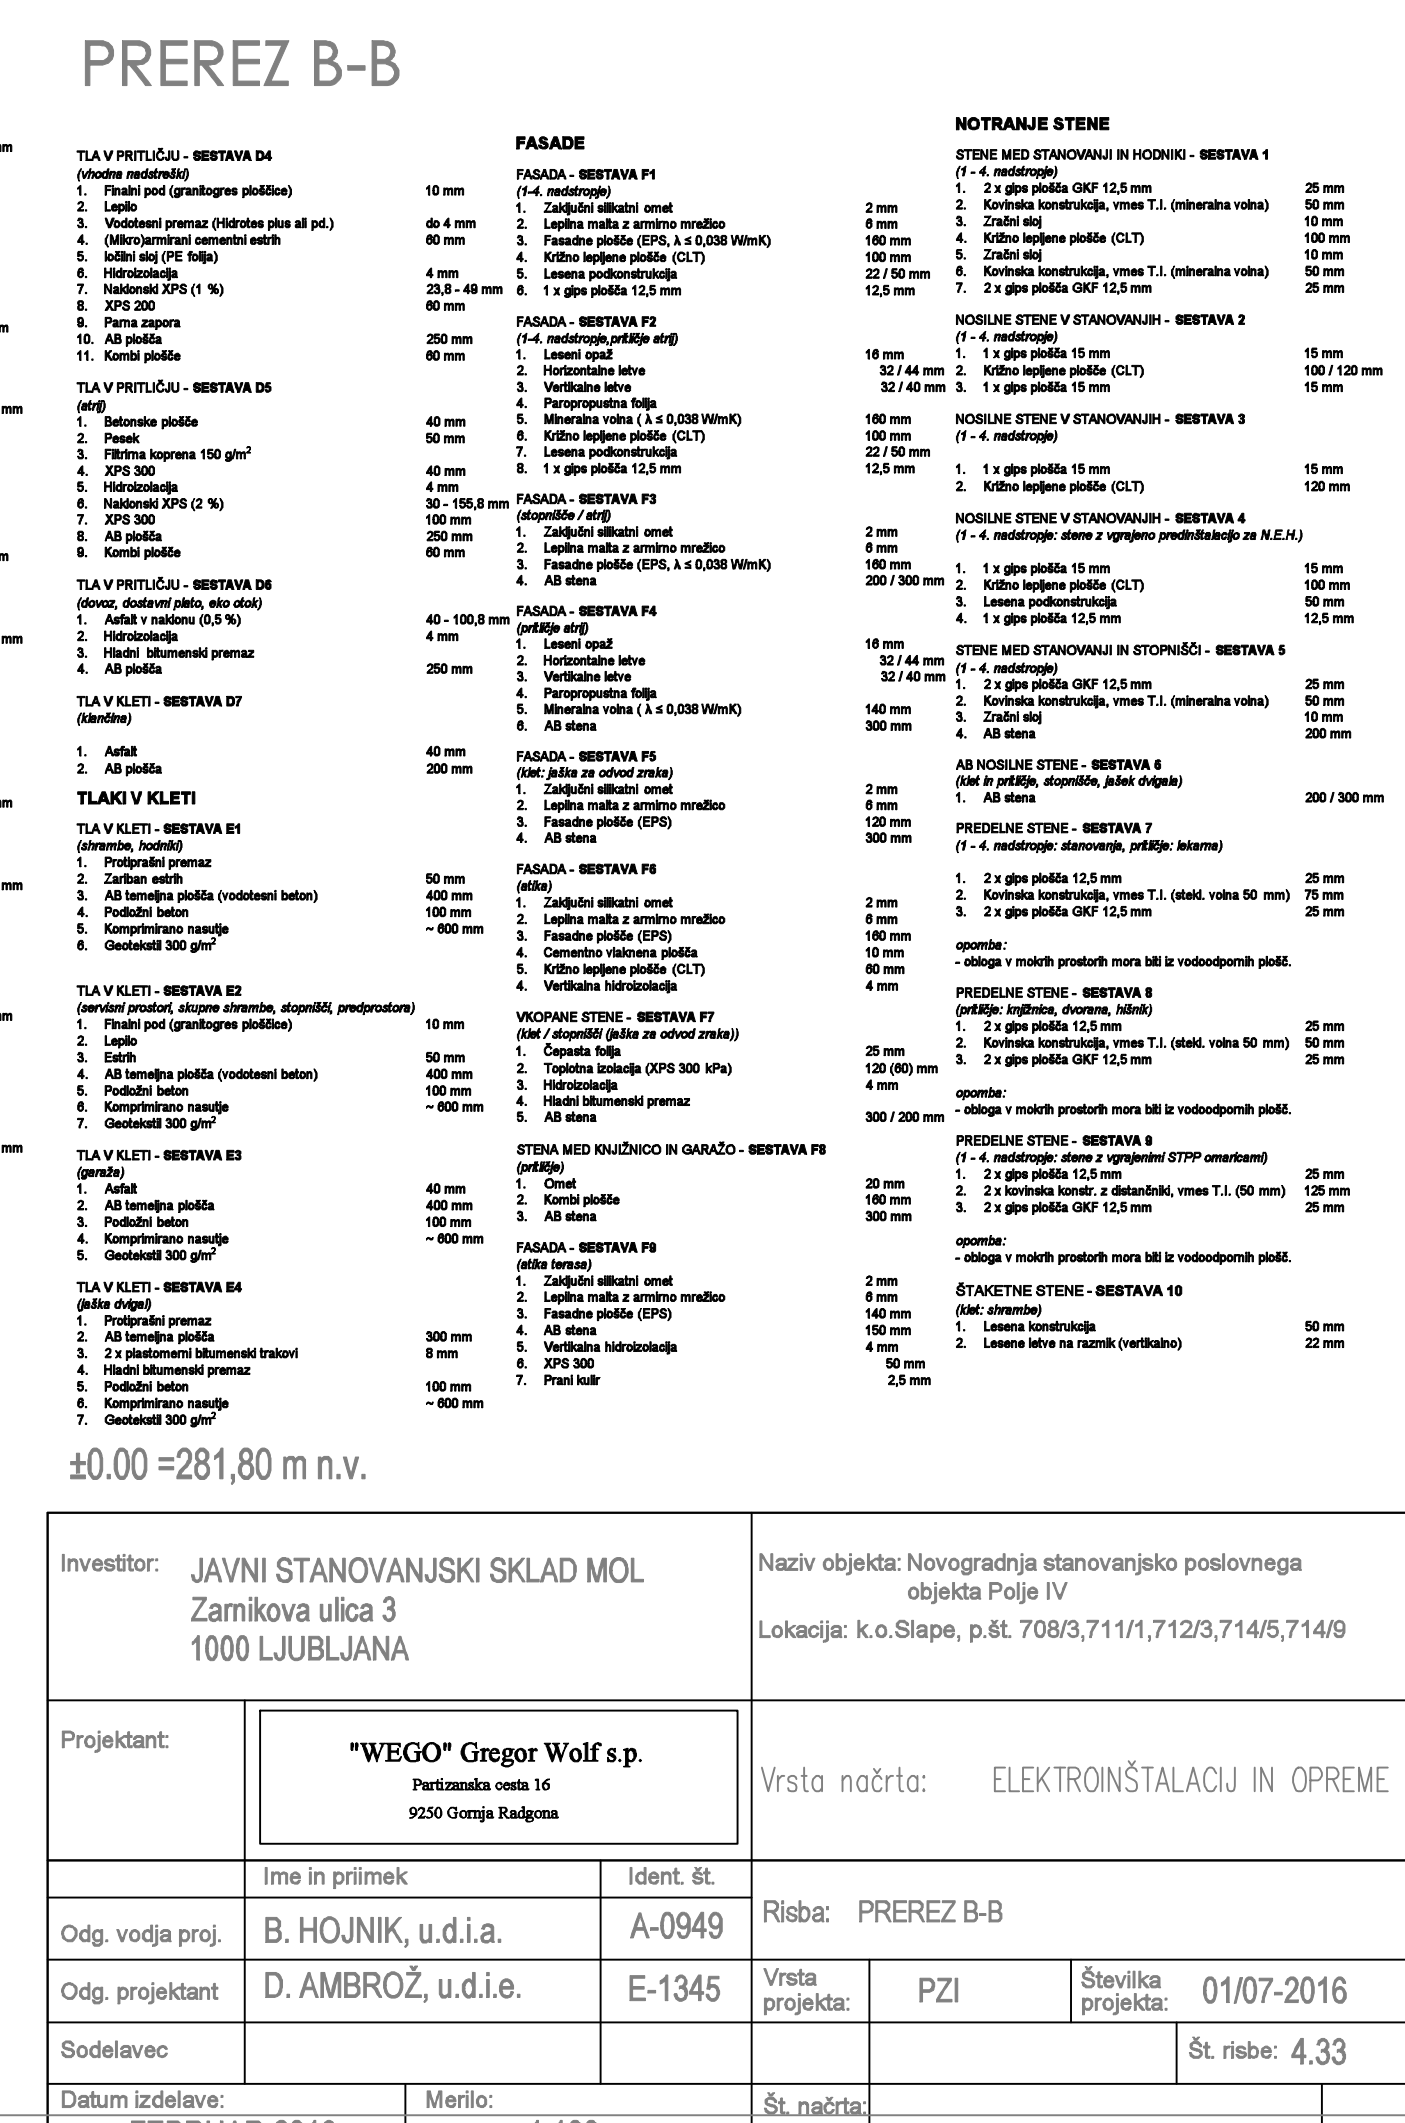 PREREZ B-B
TLA V PRITLIČJU - SESTAVA D4
(vhodna nadstreški)
1. Finalni pod (granitogres ploščice) 10 mm
2. Lepilo
3. Vodotesni premaz (Hidrotes plus ali pd.) do 4 mm
4. (Mikro)armirani cementni estrih 60 mm
5. ločilni sloj (PE folija)
6. Hidroizolacija 4 mm
7. Naklonski XPS (1 %) 23,8 - 49 mm
8. XPS 200 60 mm
9. Parna zapora
10. AB plošča 250 mm
11. Kombi plošče 60 mm
TLA V PRITLIČJU - SESTAVA D5
(atrij)
1. Betonske plošče 40 mm
2. Pesek 50 mm
3. Filtrirna koprena 150 g/m²
4. XPS 300 40 mm
5. Hidroizolacija 4 mm
6. Naklonski XPS (2 %) 30 - 155,8 mm
7. XPS 300 100 mm
8. AB plošča 250 mm
9. Kombi plošče 60 mm
TLA V PRITLIČJU - SESTAVA D6
(dovoz, dostavni plato, eko otok)
1. Asfalt v naklonu (0,5 %) 40 - 100,8 mm
2. Hidroizolacija 4 mm
3. Hladni bitumenski premaz
4. AB plošča 250 mm
TLA V KLETI - SESTAVA D7
(klančina)
1. Asfalt 40 mm
2. AB plošča 200 mm
TLAKI V KLETI
TLA V KLETI - SESTAVA E1
(shrambe, hodniki)
1. Protiprašni premaz
2. Zariban estrih 50 mm
3. AB temeljna plošča (vodotesni beton) 400 mm
4. Podložni beton 100 mm
5. Komprimirano nasutje ~ 600 mm
6. Geotekstil 300 g/m²
TLA V KLETI - SESTAVA E2
(servisni prostori, skupne shrambe, stopnišči, predprostora)
1. Finalni pod (granitogres ploščice) 10 mm
2. Lepilo
3. Estrih 50 mm
4. AB temeljna plošča (vodotesni beton) 400 mm
5. Podložni beton 100 mm
6. Komprimirano nasutje ~ 600 mm
7. Geotekstil 300 g/m²
TLA V KLETI - SESTAVA E3
(garaža)
1. Asfalt 40 mm
2. AB temeljna plošča 400 mm
3. Podložni beton 100 mm
4. Komprimirano nasutje ~ 600 mm
5. Geotekstil 300 g/m²
TLA V KLETI - SESTAVA E4
(jaška dvigal)
1. Protiprašni premaz
2. AB temeljna plošča 300 mm
3. 2 x plastomerni bitumenski trakovi 8 mm
4. Hladni bitumenski premaz
5. Podložni beton 100 mm
6. Komprimirano nasutje ~ 600 mm
7. Geotekstil 300 g/m²
FASADE
FASADA - SESTAVA F1
(1-4. nadstropje)
1. Zaključni silikatni omet 2 mm
2. Lepilna malta z armirno mrežico 6 mm
3. Fasadne plošče (EPS, λ ≤ 0,038 W/mK) 160 mm
4. Križno lepljene plošče (CLT) 100 mm
5. Lesena podkonstrukcija 22 / 50 mm
6. 1 x gips plošča 12,5 mm 12,5 mm
FASADA - SESTAVA F2
(1-4. nadstropje,pritličje atrij)
1. Leseni opaž 16 mm
2. Horizontalne letve 32 / 44 mm
3. Vertikalne letve 32 / 40 mm
4. Paropropustna folija
5. Mineralna volna ( λ ≤ 0,038 W/mK) 160 mm
6. Križno lepljene plošče (CLT) 100 mm
7. Lesena podkonstrukcija 22 / 50 mm
8. 1 x gips plošča 12,5 mm 12,5 mm
FASADA - SESTAVA F3
(stopnišče / atrij)
1. Zaključni silikatni omet 2 mm
2. Lepilna malta z armirno mrežico 6 mm
3. Fasadne plošče (EPS, λ ≤ 0,038 W/mK) 160 mm
4. AB stena 200 / 300 mm
FASADA - SESTAVA F4
(pritličje atrij)
1. Leseni opaž 16 mm
2. Horizontalne letve 32 / 44 mm
3. Vertikalne letve 32 / 40 mm
4. Paropropustna folija
5. Mineralna volna ( λ ≤ 0,038 W/mK) 140 mm
6. AB stena 300 mm
FASADA - SESTAVA F5
(klet: jaška za odvod zraka)
1. Zaključni silikatni omet 2 mm
2. Lepilna malta z armirno mrežico 6 mm
3. Fasadne plošče (EPS) 120 mm
4. AB stena 300 mm
FASADA - SESTAVA F6
(atika)
1. Zaključni silikatni omet 2 mm
2. Lepilna malta z armirno mrežico 6 mm
3. Fasadne plošče (EPS) 160 mm
4. Cementno vlaknena plošča 10 mm
5. Križno lepljene plošče (CLT) 60 mm
4. Vertikalna hidroizolacija 4 mm
VKOPANE STENE - SESTAVA F7
(klet / stopnišči (jaška za odvod zraka))
1. Čepasta folija 25 mm
2. Toplotna izolacija (XPS 300 kPa) 120 (60) mm
3. Hidroizolacija 4 mm
4. Hladni bitumenski premaz
5. AB stena 300 / 200 mm
STENA MED KNJIŽNICO IN GARAŽO - SESTAVA F8
(pritličje)
1. Omet 20 mm
2. Kombi plošče 160 mm
3. AB stena 300 mm
FASADA - SESTAVA F9
(atika terasa)
1. Zaključni silikatni omet 2 mm
2. Lepilna malta z armirno mrežico 6 mm
3. Fasadne plošče (EPS) 140 mm
4. AB stena 150 mm
5. Vertikalna hidroizolacija 4 mm
6. XPS 300 50 mm
7. Prani kulir 2,5 mm
NOTRANJE STENE
STENE MED STANOVANJI IN HODNIKI - SESTAVA 1
(1 - 4. nadstropje)
1. 2 x gips plošča GKF 12,5 mm 25 mm
2. Kovinska konstrukcija, vmes T.I. (mineralna volna) 50 mm
3. Zračni sloj 10 mm
4. Križno lepljene plošče (CLT) 100 mm
5. Zračni sloj 10 mm
6. Kovinska konstrukcija, vmes T.I. (mineralna volna) 50 mm
7. 2 x gips plošča GKF 12,5 mm 25 mm
NOSILNE STENE V STANOVANJIH - SESTAVA 2
(1 - 4. nadstropje)
1. 1 x gips plošča 15 mm 15 mm
2. Križno lepljene plošče (CLT) 100 / 120 mm
3. 1 x gips plošča 15 mm 15 mm
NOSILNE STENE V STANOVANJIH - SESTAVA 3
(1 - 4. nadstropje)
1. 1 x gips plošča 15 mm 15 mm
2. Križno lepljene plošče (CLT) 120 mm
NOSILNE STENE V STANOVANJIH - SESTAVA 4
(1 - 4. nadstropje: stene z vgrajeno predinštalacijo za N.E.H.)
1. 1 x gips plošča 15 mm 15 mm
2. Križno lepljene plošče (CLT) 100 mm
3. Lesena podkonstrukcija 50 mm
4. 1 x gips plošča 12,5 mm 12,5 mm
STENE MED STANOVANJI IN STOPNIŠČI - SESTAVA 5
(1 - 4. nadstropje)
1. 2 x gips plošča GKF 12,5 mm 25 mm
2. Kovinska konstrukcija, vmes T.I. (mineralna volna) 50 mm
3. Zračni sloj 10 mm
4. AB stena 200 mm
AB NOSILNE STENE - SESTAVA 6
(klet in pritličje, stopnišče, jašek dvigala)
1. AB stena 200 / 300 mm
PREDELNE STENE - SESTAVA 7
(1 - 4. nadstropje: stanovanja, pritličje: lekarna)
1. 2 x gips plošča 12,5 mm 25 mm
2. Kovinska konstrukcija, vmes T.I. (stekl. volna 50 mm) 75 mm
3. 2 x gips plošča GKF 12,5 mm 25 mm
opomba:
- obloga v mokrih prostorih mora biti iz vodoodpornih plošč.
PREDELNE STENE - SESTAVA 8
(pritličje: knjižnica, dvorana, hišnik)
1. 2 x gips plošča 12,5 mm 25 mm
2. Kovinska konstrukcija, vmes T.I. (stekl. volna 50 mm) 50 mm
3. 2 x gips plošča GKF 12,5 mm 25 mm
opomba:
- obloga v mokrih prostorih mora biti iz vodoodpornih plošč.
PREDELNE STENE - SESTAVA 9
(1 - 4. nadstropje: stene z vgrajenimi STPP omaricami)
1. 2 x gips plošča 12,5 mm 25 mm
2. 2 x kovinska konstr. z distančniki, vmes T.I. (50 mm) 125 mm
3. 2 x gips plošča GKF 12,5 mm 25 mm
opomba:
- obloga v mokrih prostorih mora biti iz vodoodpornih plošč.
ŠTAKETNE STENE - SESTAVA 10
(klet: shrambe)
1. Lesena konstrukcija 50 mm
2. Lesene letve na razmik (vertikalno) 22 mm
±0.00 =281,80 m n.v.
Investitor: JAVNI STANOVANJSKI SKLAD MOL
Zarnikova ulica 3
1000 LJUBLJANA
Naziv objekta: Novogradnja stanovanjsko poslovnega
objekta Polje IV
Lokacija: k.o.Slape, p.št. 708/3,711/1,712/3,714/5,714/9
Projektant:
"WEGO" Gregor Wolf s.p.
Partizanska cesta 16
9250 Gornja Radgona
Vrsta načrta: ELEKTROINŠTALACIJ IN OPREME
Ime in priimek Ident. št.
Odg. vodja proj. B. HOJNIK, u.d.i.a. A-0949
Risba: PREREZ B-B
Odg. projektant D. AMBROŽ, u.d.i.e. E-1345
Vrsta projekta: PZI
Številka projekta: 01/07-2016
Sodelavec
Št. risbe: 4.33
Datum izdelave:
Merilo:
Št. načrta: